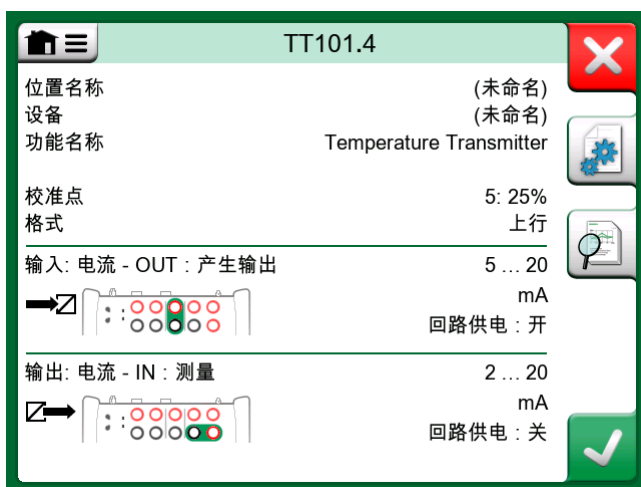 TT101.4
位置名称 (未命名)
设备 (未命名)
功能名称 Temperature Transmitter
校准点 5: 25%
格式 上行
输入: 电流 - OUT : 产生输出 5 ... 20
mA
回路供电 : 开
输出: 电流 - IN : 测量 2 ... 20
mA
回路供电 : 关